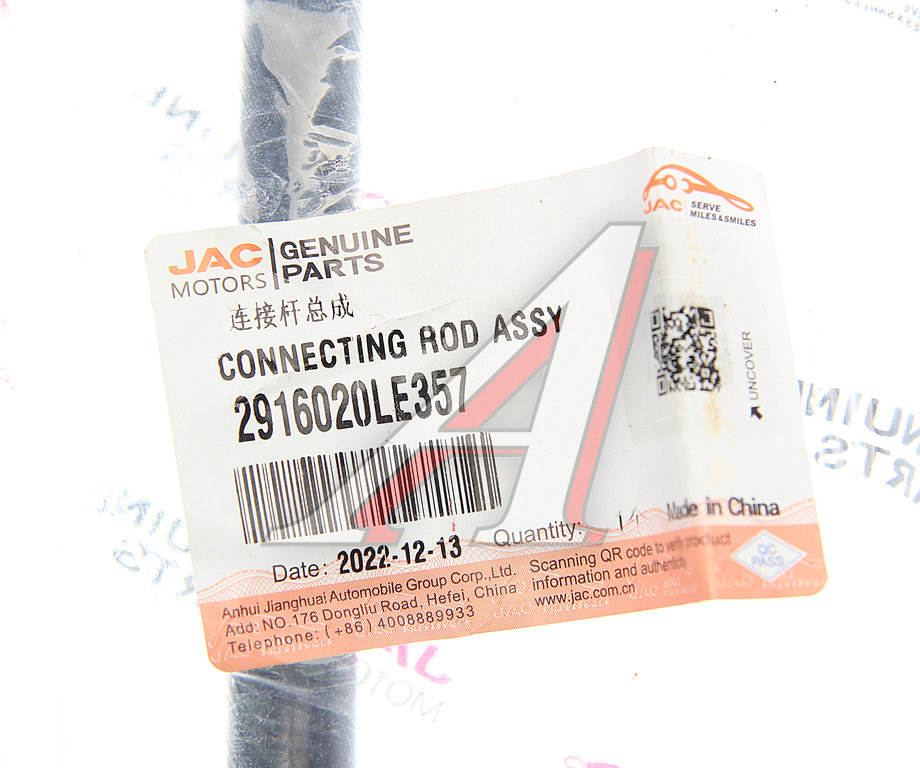 JAC
MOTORS
GENUINE
PARTS
JAC
SERVE
MILES&SMILES
连接杆总成
CONNECTING ROD ASSY
2916020LE357
UNCOVER
Made in China
Quantity:
Date: 2022-12-13
QC
PASS
Anhui Jianghuai Automobile Group Corp.,Ltd.
Add: NO.176 Dongliu Road, Hefei, China
Telephone: (+86) 4008889933
Scanning QR code to verify product
information and authenticity
www.jac.com.cn